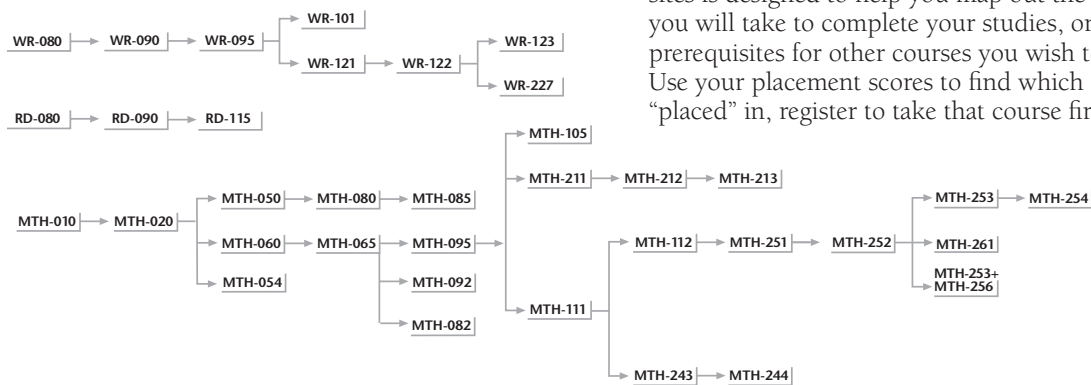 sites is designed to help you map out the
you will take to complete your studies, or
prerequisites for other courses you wish t
Use your placement scores to find which
“placed” in, register to take that course fir
WR-101
WR-080 WR-090 WR-095
WR-121 WR-122 WR-123
WR-227
RD-080 RD-090 RD-115
MTH-105
MTH-211 MTH-212 MTH-213
MTH-050 MTH-080 MTH-085
MTH-253 MTH-254
MTH-010 MTH-020
MTH-060 MTH-065 MTH-095
MTH-112 MTH-251 MTH-252 MTH-261
MTH-054 MTH-092
MTH-253+
MTH-256
MTH-111
MTH-082
MTH-243 MTH-244